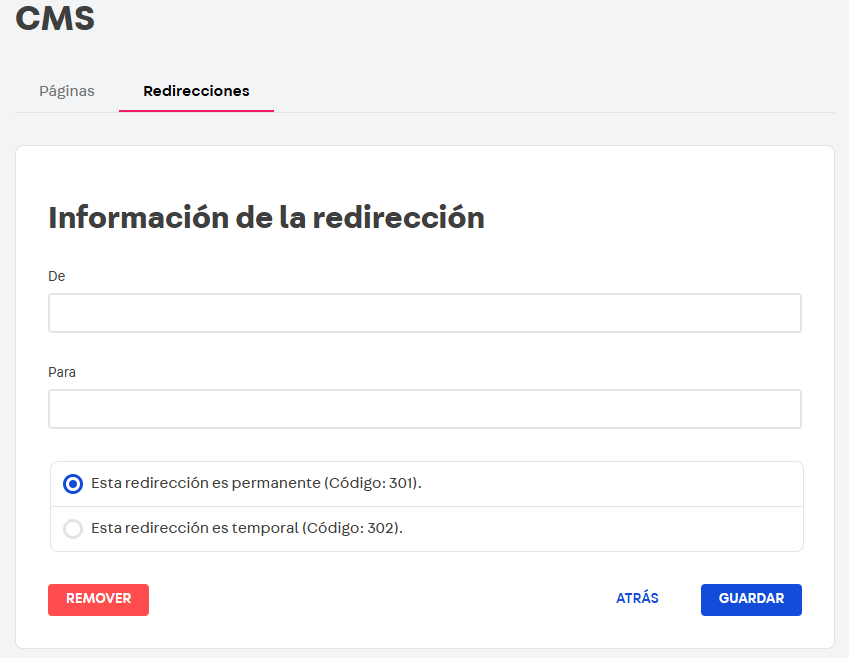 CMS
Páginas
Redirecciones
Información de la redirección
De
Para
Esta redirección es permanente (Código: 301).
Esta redirección es temporal (Código: 302).
REMOVER
ATRÁS
GUARDAR